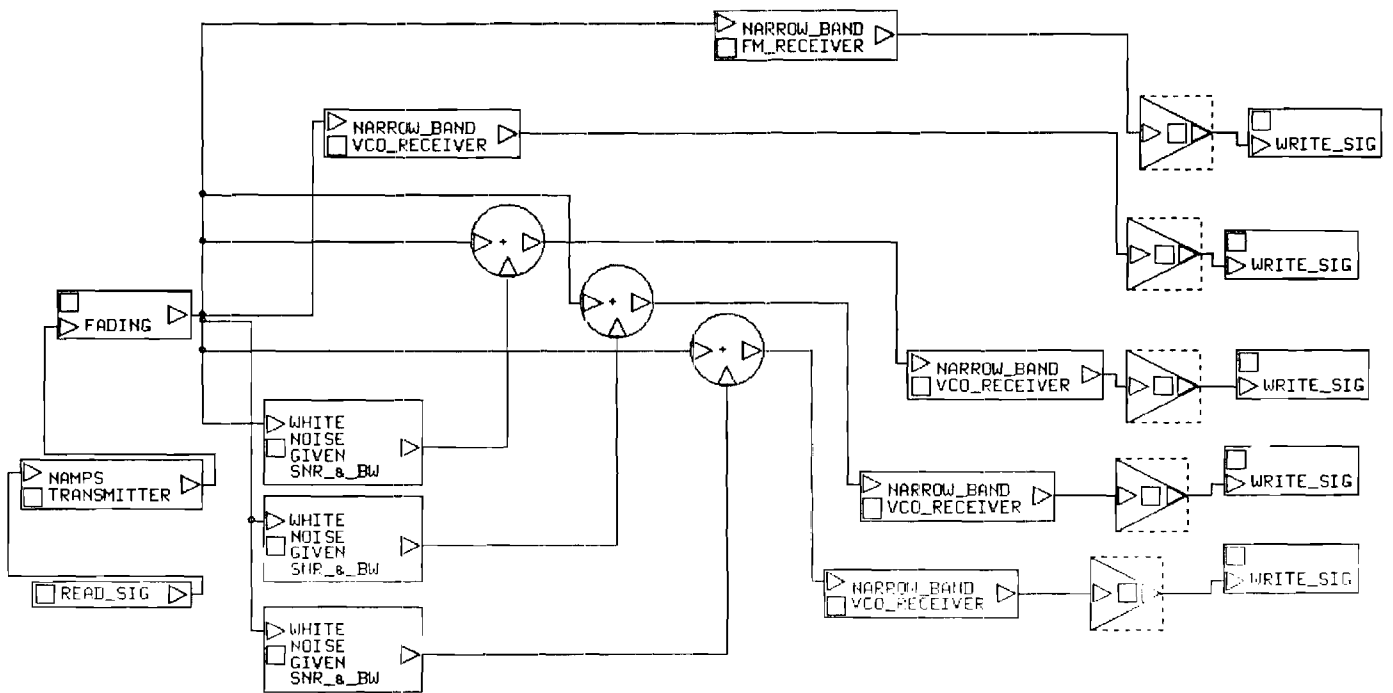 NARROW_BAND
FM_RECEIVER
NARROW_BAND
VCO_RECEIVER
WRITE_SIG
+
WRITE_SIG
+
FADING
+
NARROW_BAND
VCO_RECEIVER
WRITE_SIG
WHITE
NOISE
GIVEN
SNR_&_BW
NAMPS
TRANSMITTER
NARROW_BAND
VCO_RECEIVER
WRITE_SIG
WHITE
NOISE
GIVEN
SNR_&_BW
READ_SIG
NARROW_BAND
VCO_RECEIVER
WRITE_SIG
WHITE
NOISE
GIVEN
SNR_&_BW